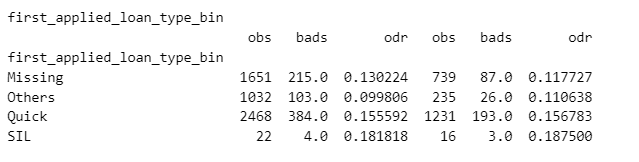 first_applied_loan_type_bin
obs bads odr obs bads odr
first_applied_loan_type_bin
Missing 1651 215.0 0.130224 739 87.0 0.117727
Others 1032 103.0 0.099806 235 26.0 0.110638
Quick 2468 384.0 0.155592 1231 193.0 0.156783
SIL 22 4.0 0.181818 16 3.0 0.187500